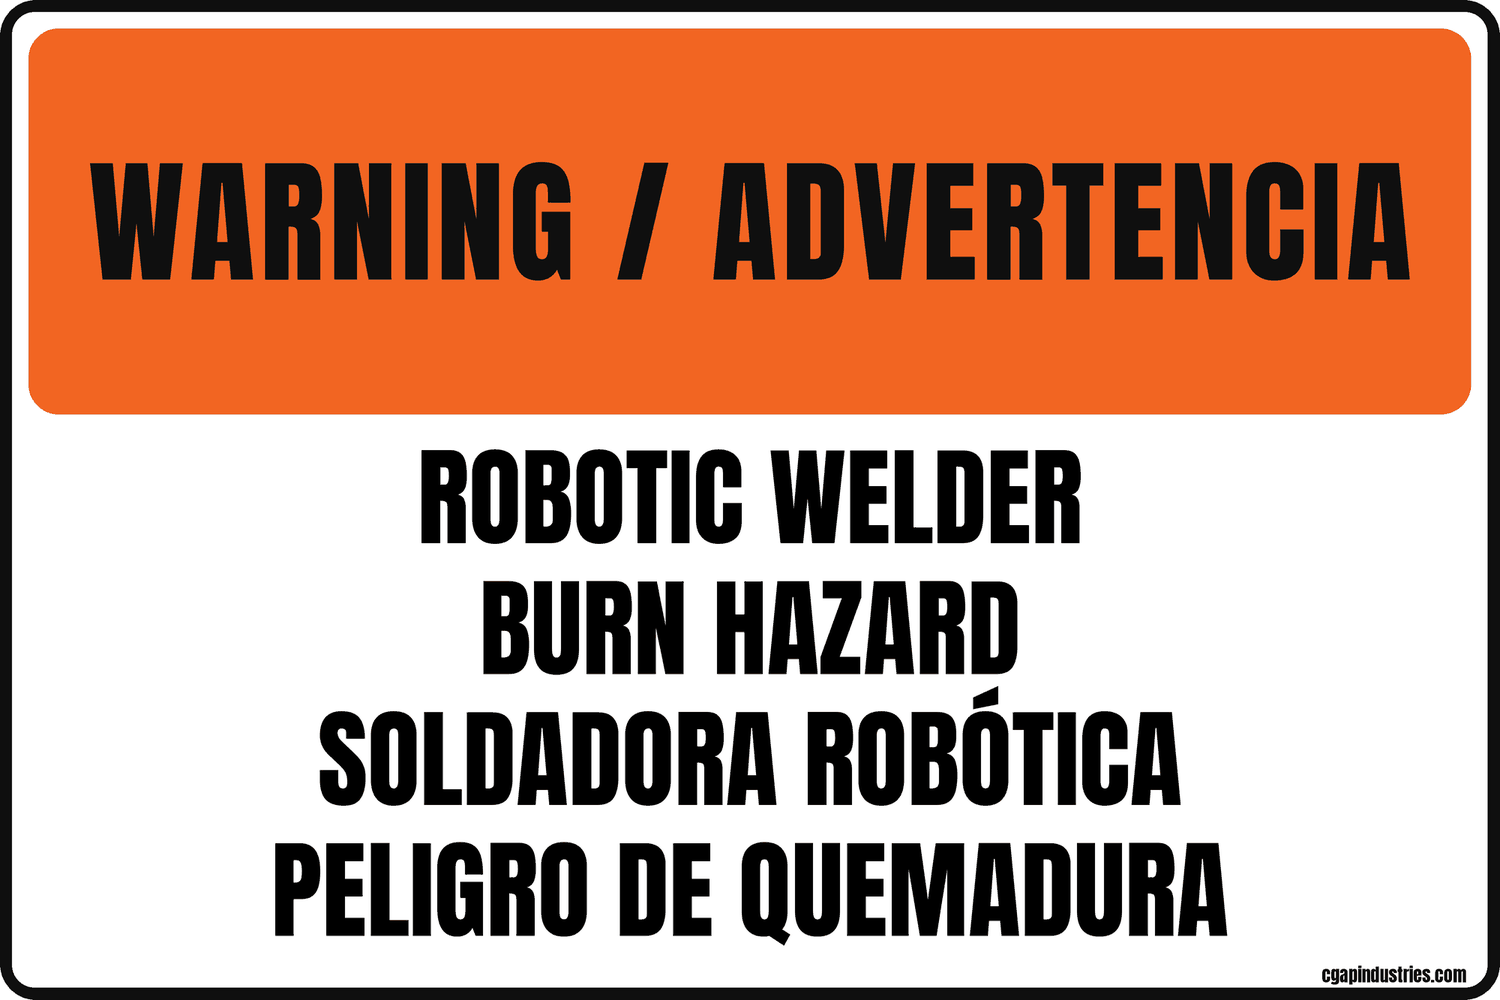 WARNING / ADVERTENCIA
ROBOTIC WELDER
BURN HAZARD
SOLDADORA ROBÓTICA
PELIGRO DE QUEMADURA
cgapindustries.com